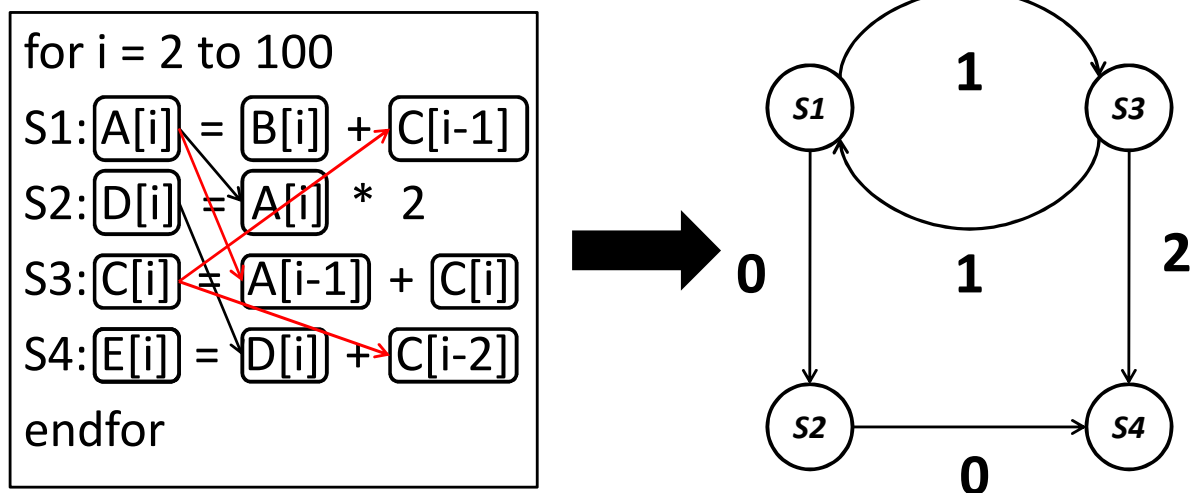 for i = 2 to 100
S1: A[i] = B[i] + C[i-1]
S2: D[i] = A[i] * 2
S3: C[i] = A[i-1] + C[i]
S4: E[i] = D[i] + C[i-2]
endfor
1
S1
S3
0
1
2
S2
S4
0